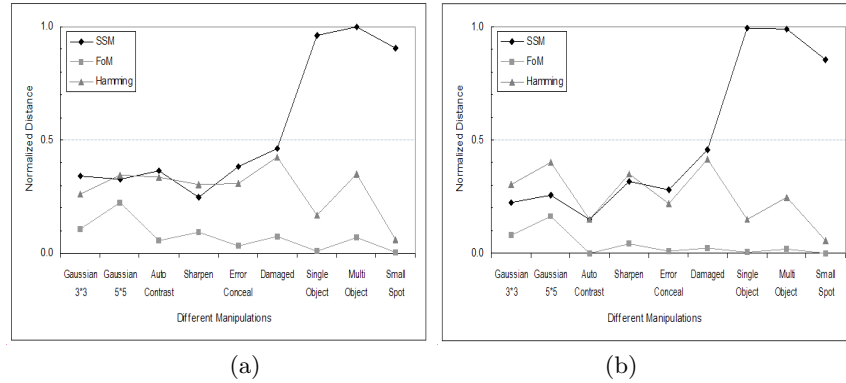 1.0
SSM
FoM
Hamming
Normalized Distance
0.5
0.0
Gaussian Gaussian Auto Sharpen Error Damaged Single Multi Small
3*3 5*5 Contrast Conceal Object Object Spot
Different Manipulations
(a)
1.0
SSM
FoM
Hamming
Normalized Distance
0.5
0.0
Gaussian Gaussian Auto Sharpen Error Damaged Single Multi Small
3*3 5*5 Contrast Conceal Object Object Spot
Different Manipulations
(b)